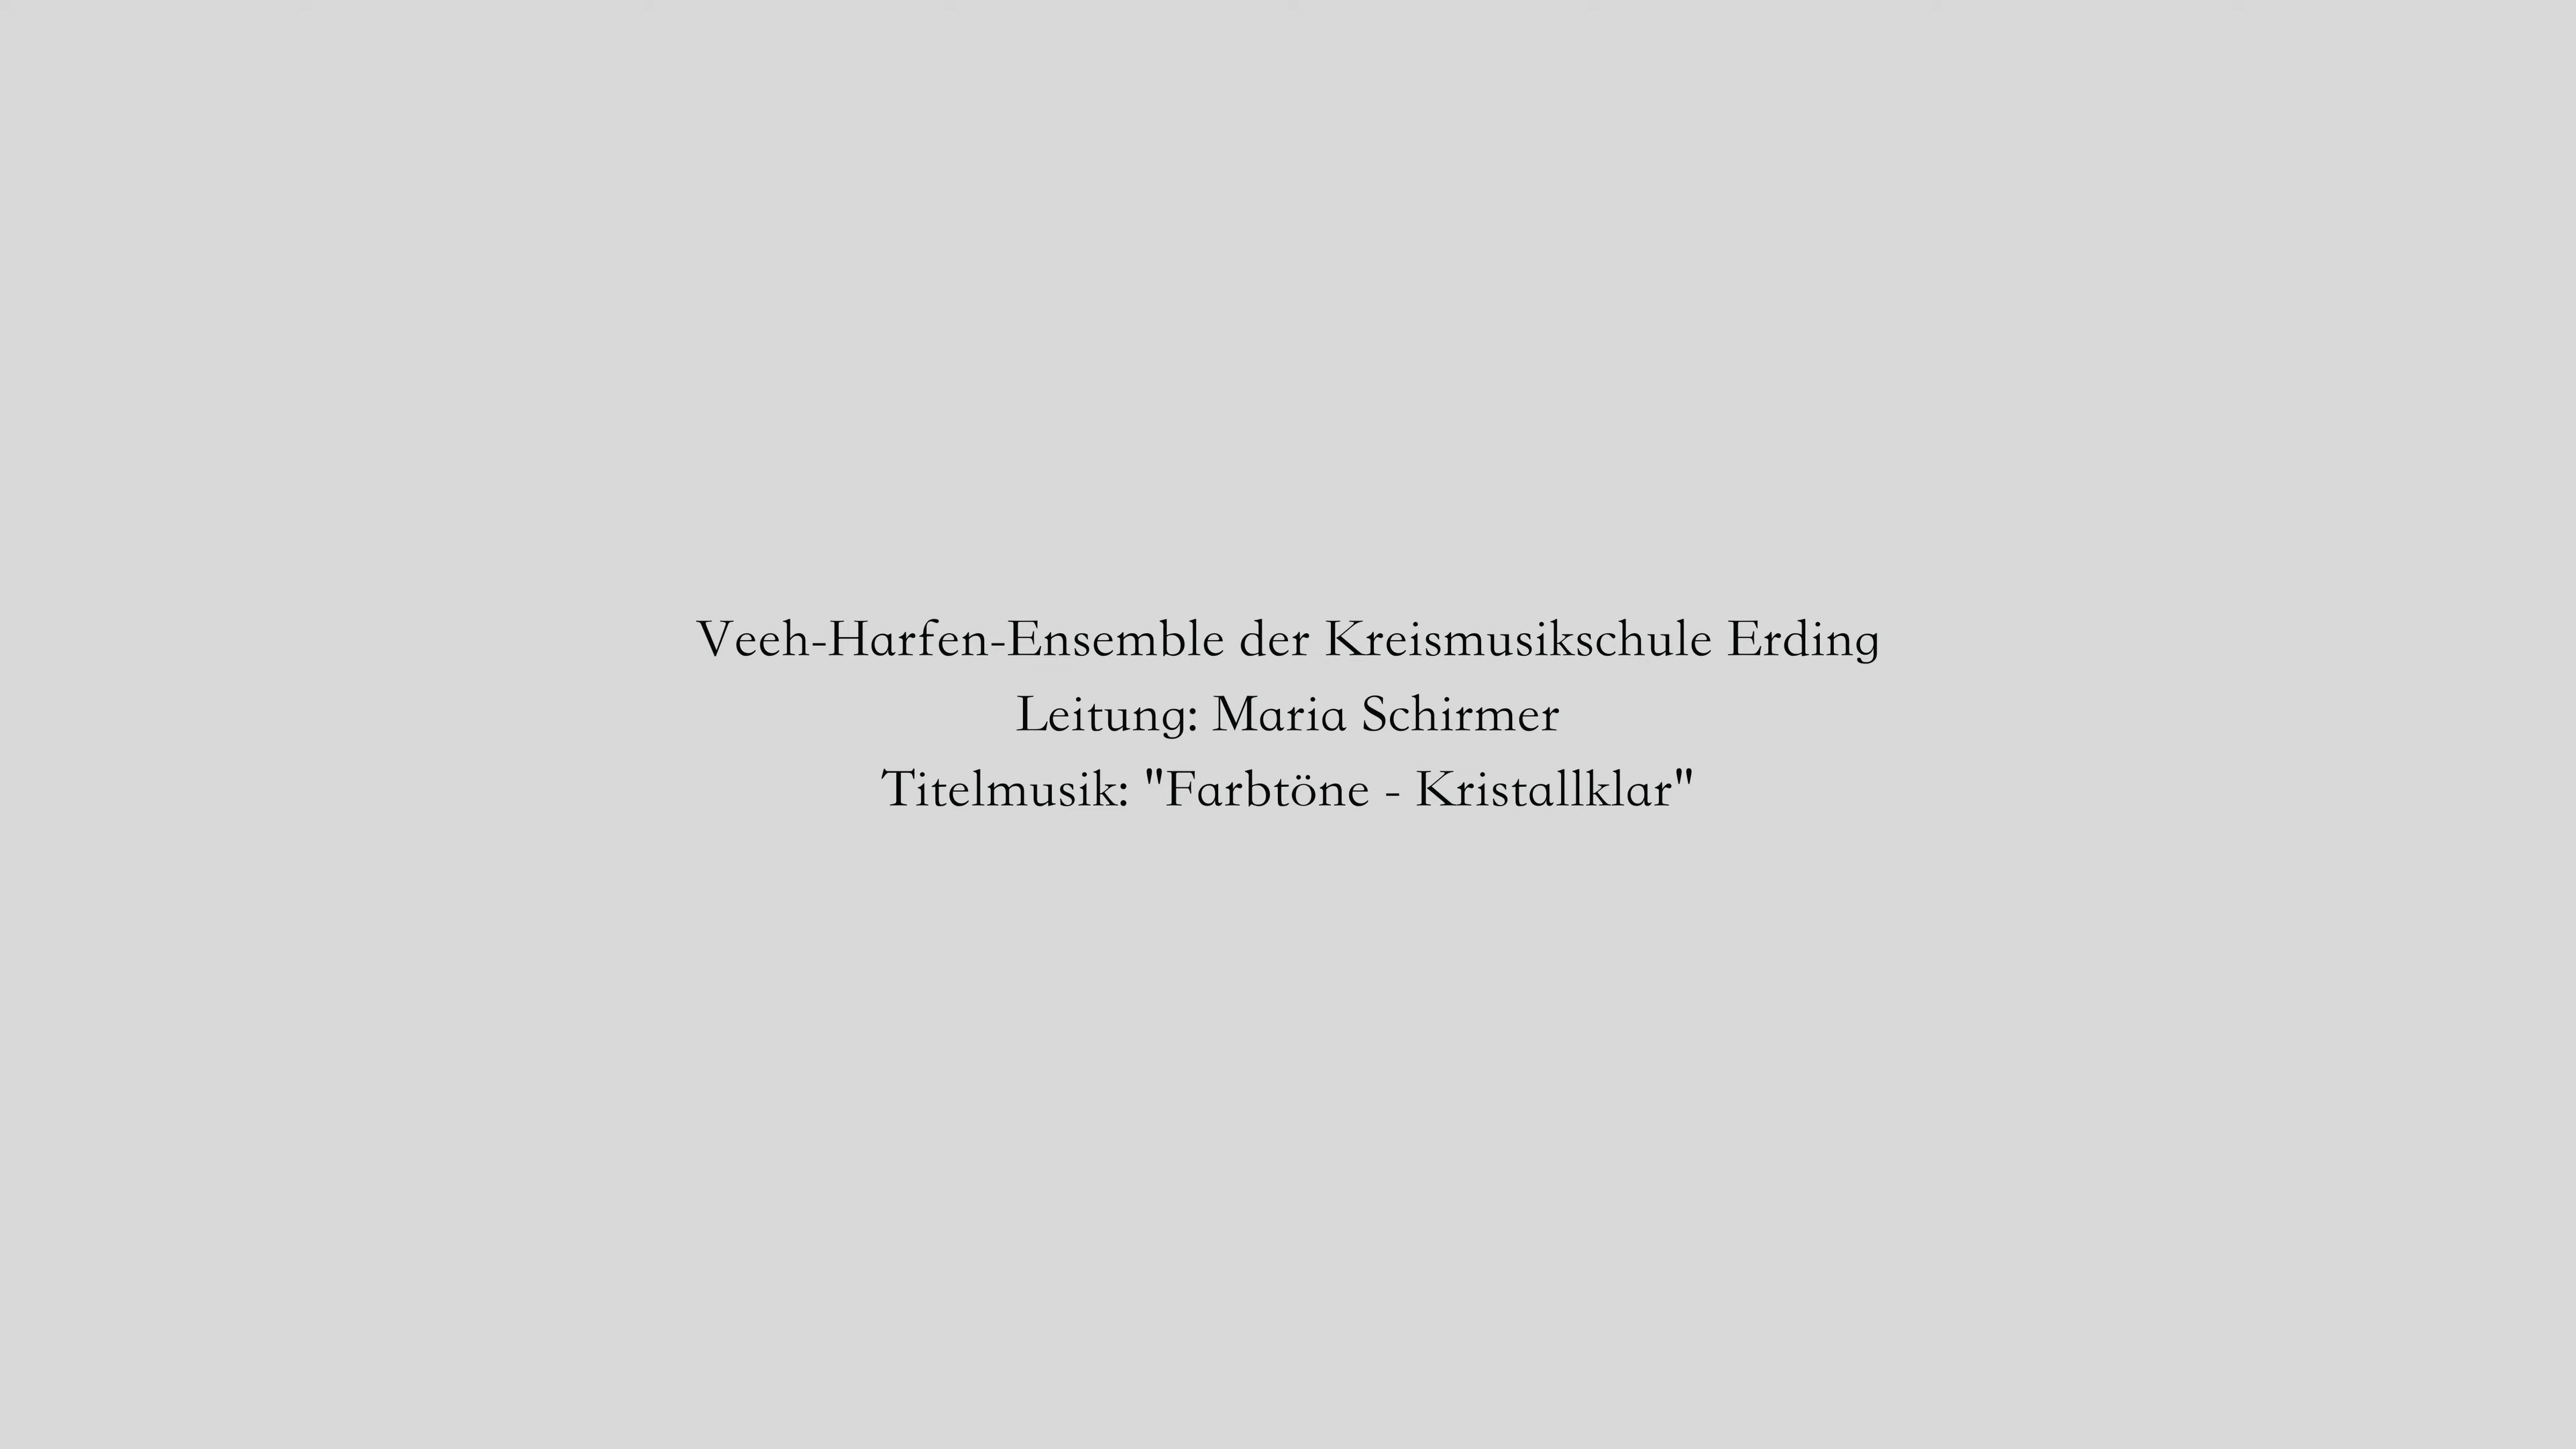 Veeh-Harfen-Ensemble der Kreismusikschule Erding
Leitung: Maria Schirmer
Titelmusik: "Farbtöne - Kristallklar"